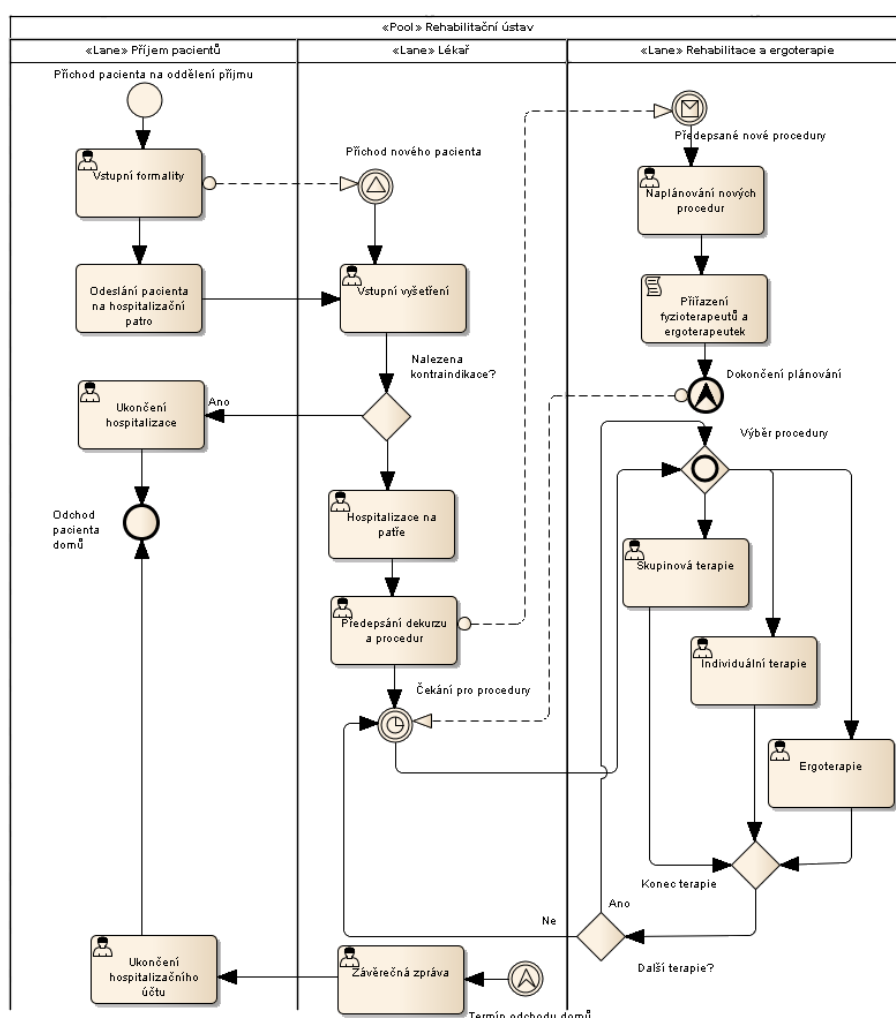 «Pool» Rehabilitační ústav
«Lane» Příjem pacientů
«Lane» Lékař
«Lane» Rehabilitace a ergoterapie
Příchod pacienta na oddělení příjmu
Vstupní formality
Příchod nového pacienta
Předepsané nové procedury
Naplánování nových
procedur
Odeslání pacienta
na hospitalizační
patro
Vstupní vyšetření
Přiřazení
fyzioterapeutů a
ergoterapeutek
Nalezena
kontraindikace?
Dokončení plánování
Ukončení
hospitalizace
Ano
Výběr procedury
Odchod
pacienta
domů
Hospitalizace na
patře
Skupinová terapie
Předepsání dekurzu
a procedur
Individuální terapie
Čekání pro procedury
Ergoterapie
Konec terapie
Ano
Ne
Další terapie?
Ukončení
hospitalizačního
účtu
Závěrečná zpráva
Termín odchodu domů